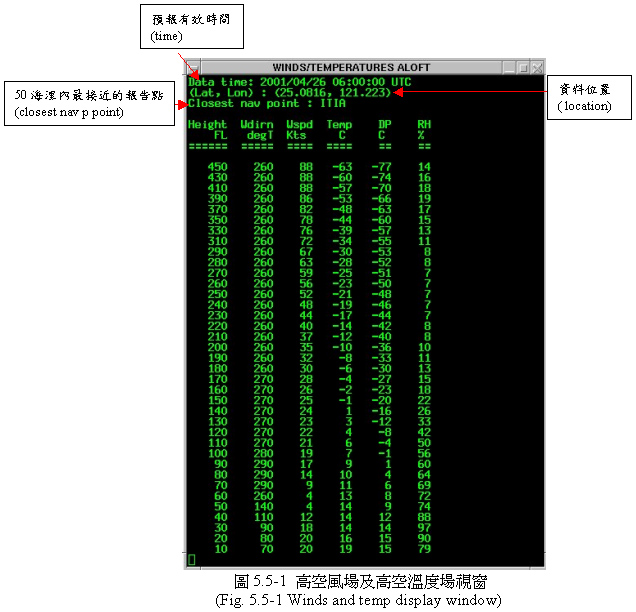 預報有效時間
(time)
WINDS/TEMPERATURES ALOFT
Data time: 2001/04/26 06:00:00 UTC
(Lat, Lon) : (25.0816, 121.223)
Closest nav point : ITIA
50 海浬內最接近的報告點
(closest nav p point)
資料位置
( location)
Height Wdirn Wspd Temp DP RH
FL degT Kts C C %
====== ===== ==== ==== == ==
450 260 88 -63 -77 14
430 260 88 -60 -74 16
410 260 88 -57 -70 18
390 260 86 -53 -66 19
370 260 82 -48 -63 17
350 260 78 -44 -60 15
330 260 76 -39 -57 13
310 260 72 -34 -55 11
290 260 67 -30 -53 8
280 260 63 -28 -52 8
270 260 59 -25 -51 7
260 260 56 -23 -50 7
250 260 52 -21 -48 7
240 260 48 -19 -46 7
230 260 44 -17 -44 7
220 260 40 -14 -42 8
210 260 37 -12 -40 8
200 260 35 -10 -36 10
190 260 32 -8 -33 11
180 260 30 -6 -30 13
170 270 28 -4 -27 15
160 270 26 -2 -23 18
150 270 25 -1 -20 22
140 270 24 1 -16 26
130 270 23 3 -12 33
120 270 22 4 -8 42
110 270 21 6 -4 50
100 280 19 7 -1 56
90 290 17 9 1 60
80 290 14 10 4 64
70 290 9 11 6 69
60 260 4 13 8 72
50 140 4 14 9 74
40 110 12 14 12 88
30 90 18 14 14 97
20 80 20 16 15 90
10 70 20 19 15 79
圖 5.5-1 高空風場及高空溫度場視窗
(Fig. 5.5-1 Winds and temp display window)